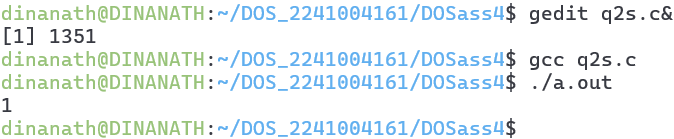 dinanath@DINANATH:~/DOS_2241004161/DOSass4$ gedit q2s.c&
[1] 1351
dinanath@DINANATH:~/DOS_2241004161/DOSass4$ gcc q2s.c
dinanath@DINANATH:~/DOS_2241004161/DOSass4$ ./a.out
1
dinanath@DINANATH:~/DOS_2241004161/DOSass4$